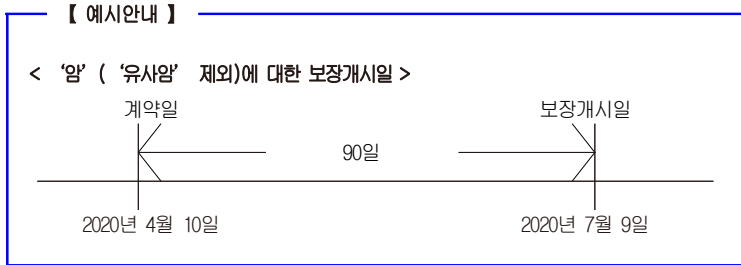 【 예시안내 】
< ‘암’ ( ‘유사암’ 제외)에 대한 보장개시일 >
계약일 보장개시일
90일
2020년 4월 10일 2020년 7월 9일